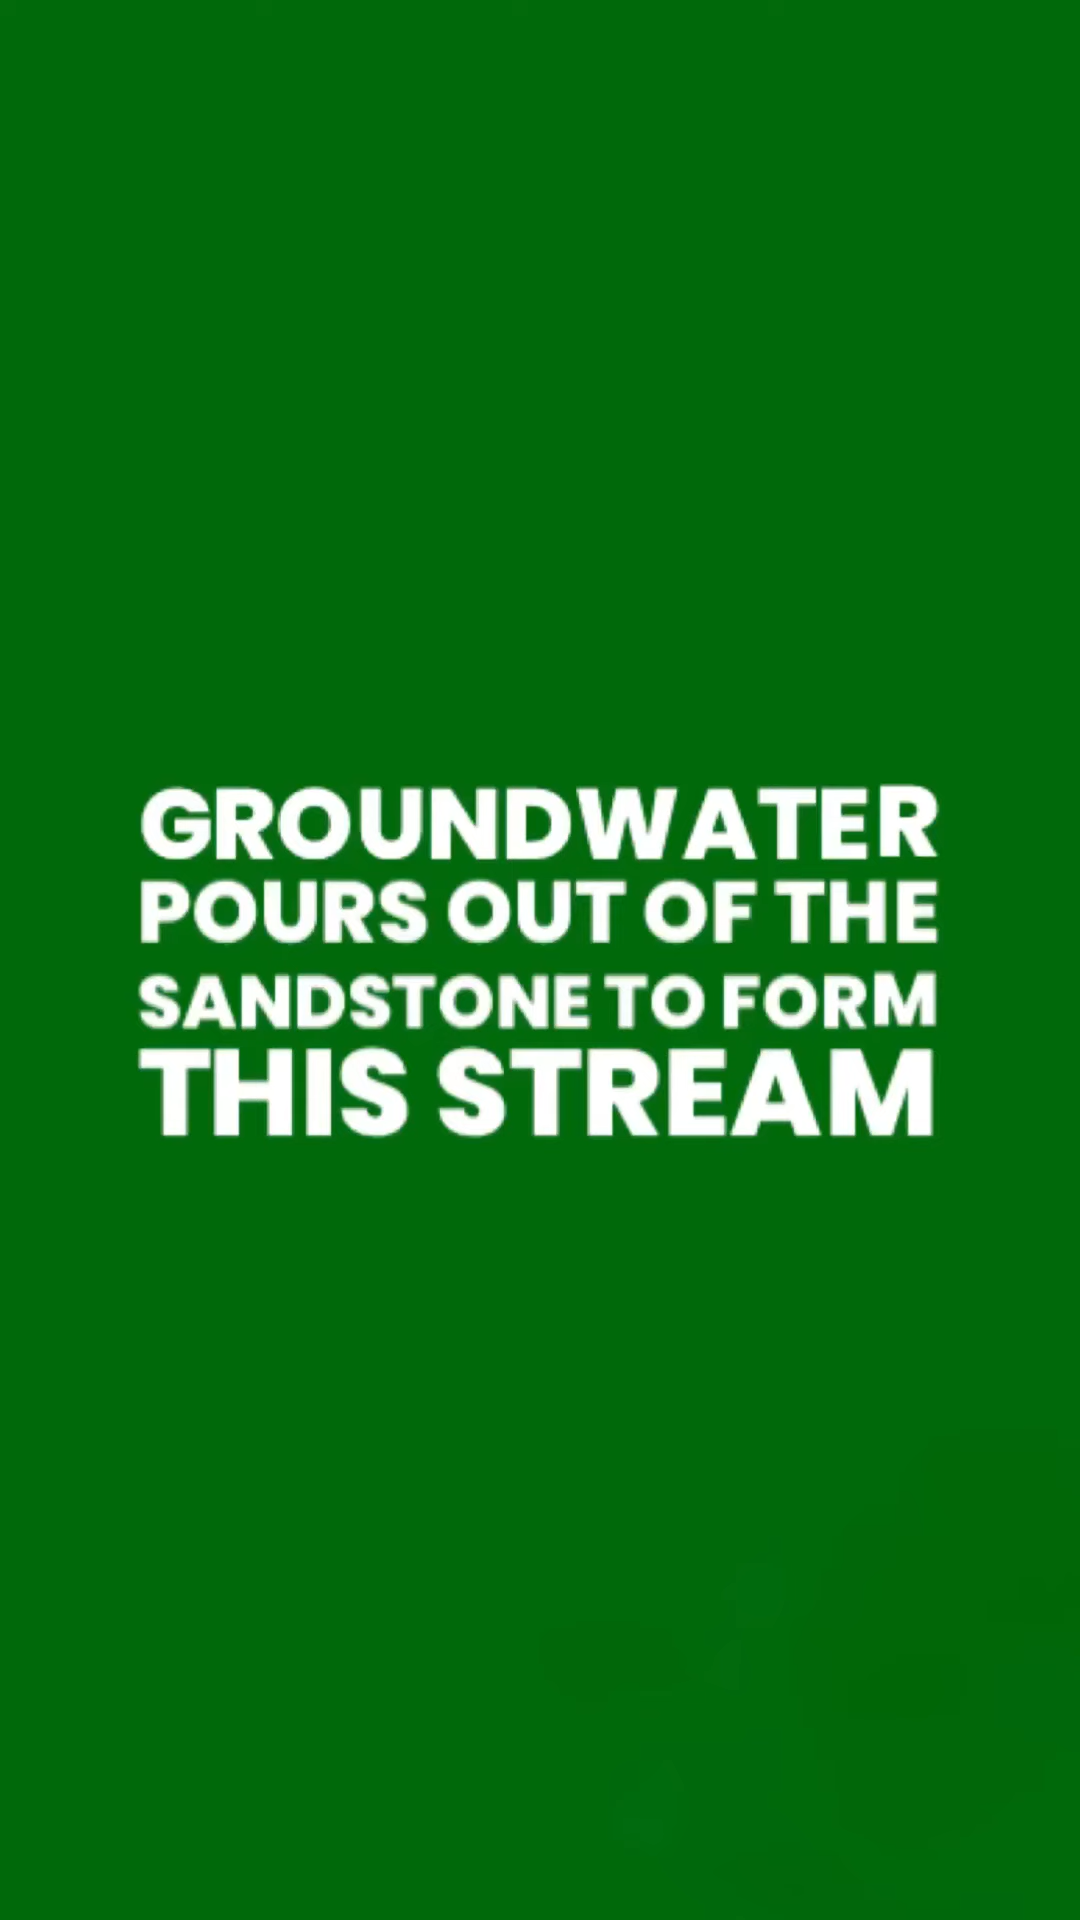 GROUNDWATER
POURS OUT OF THE
SANDSTONE TO FORM
THIS STREAM